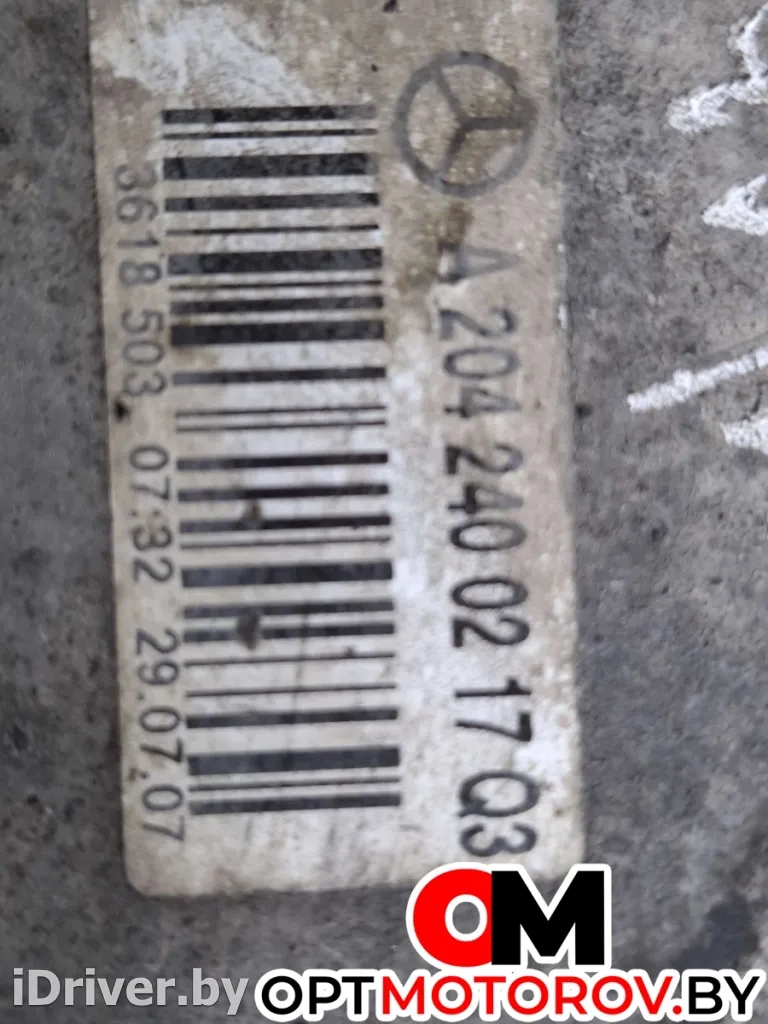 A 204 240 02 17 Q3
3618 503 07:32 29.07.07
OM
iDriver.by
OPTMOTOROV.BY